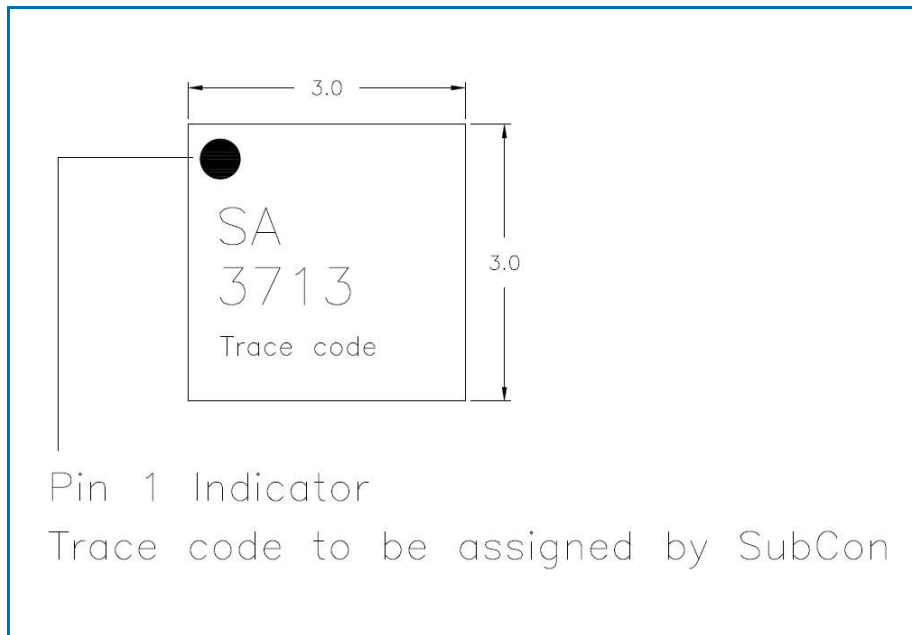 3.0
SA
3713
3.0
Trace code
Pin 1 Indicator
Trace code to be assigned by SubCon